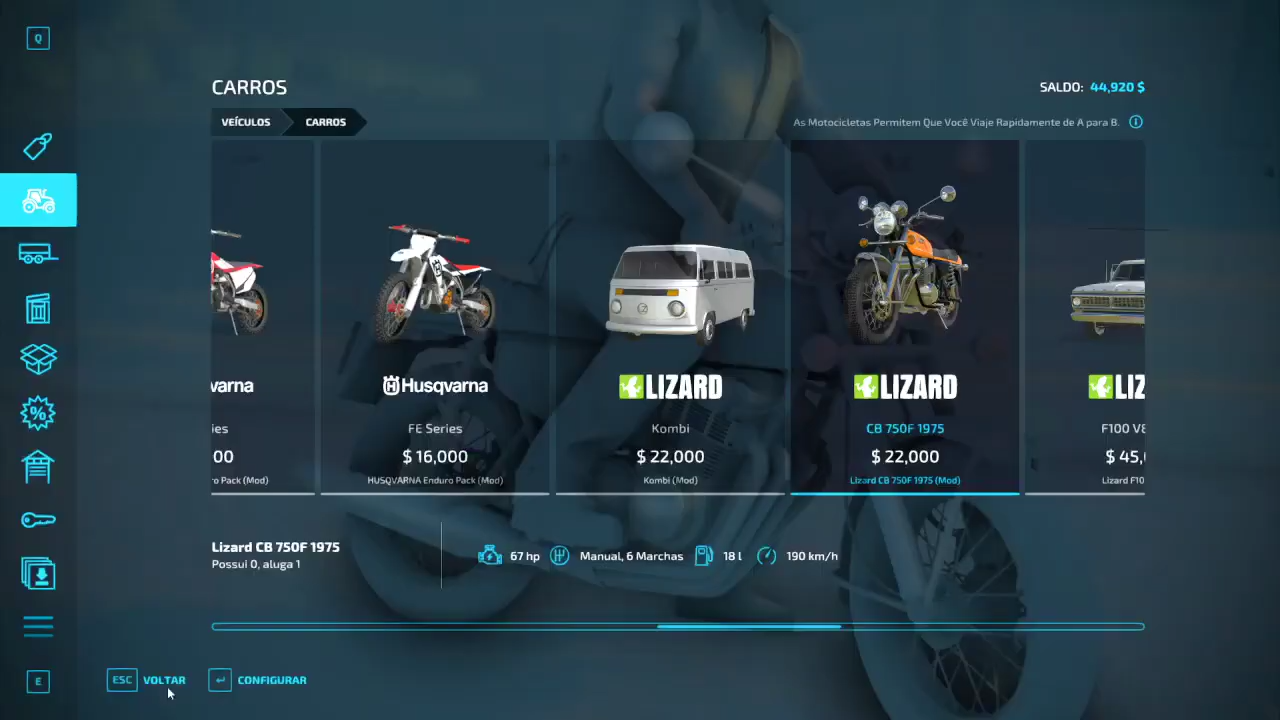 Q
CARROS
SALDO: 44,920 $
VEÍCULOS
CARROS
As Motocicletas Permitem Que Você Viaje Rapidamente de A para B.
varna
ies
00
o Pack (Mod)
Husqvarna
FE Series
$ 16,000
HUSQVARNA Enduro Pack (Mod)
LIZARD
Kombi
$ 22,000
Kombi (Mod)
LIZARD
CB 750F 1975
$ 22,000
Lizard CB 750F 1975 (Mod)
LIZ
F100 V8
$ 45,
Lizard F10
Lizard CB 750F 1975
Possui 0, aluga 1
67 hp
Manual, 6 Marchas
18 l
190 km/h
ESC VOLTAR
CONFIGURAR
E